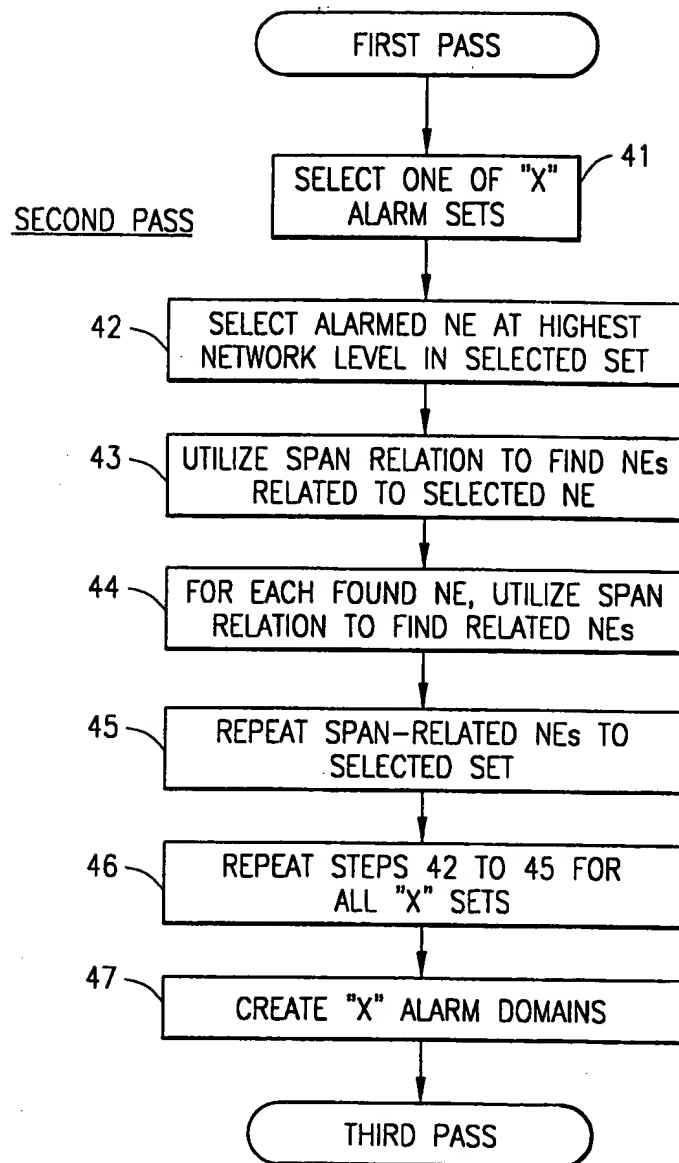 FIRST PASS
41
SELECT ONE OF "X"
ALARM SETS
SECOND PASS
42
SELECT ALARMED NE AT HIGHEST
NETWORK LEVEL IN SELECTED SET
43
UTILIZE SPAN RELATION TO FIND NEs
RELATED TO SELECTED NE
44
FOR EACH FOUND NE, UTILIZE SPAN
RELATION TO FIND RELATED NEs
45
REPEAT SPAN-RELATED NEs TO
SELECTED SET
46
REPEAT STEPS 42 TO 45 FOR
ALL "X" SETS
47
CREATE "X" ALARM DOMAINS
THIRD PASS